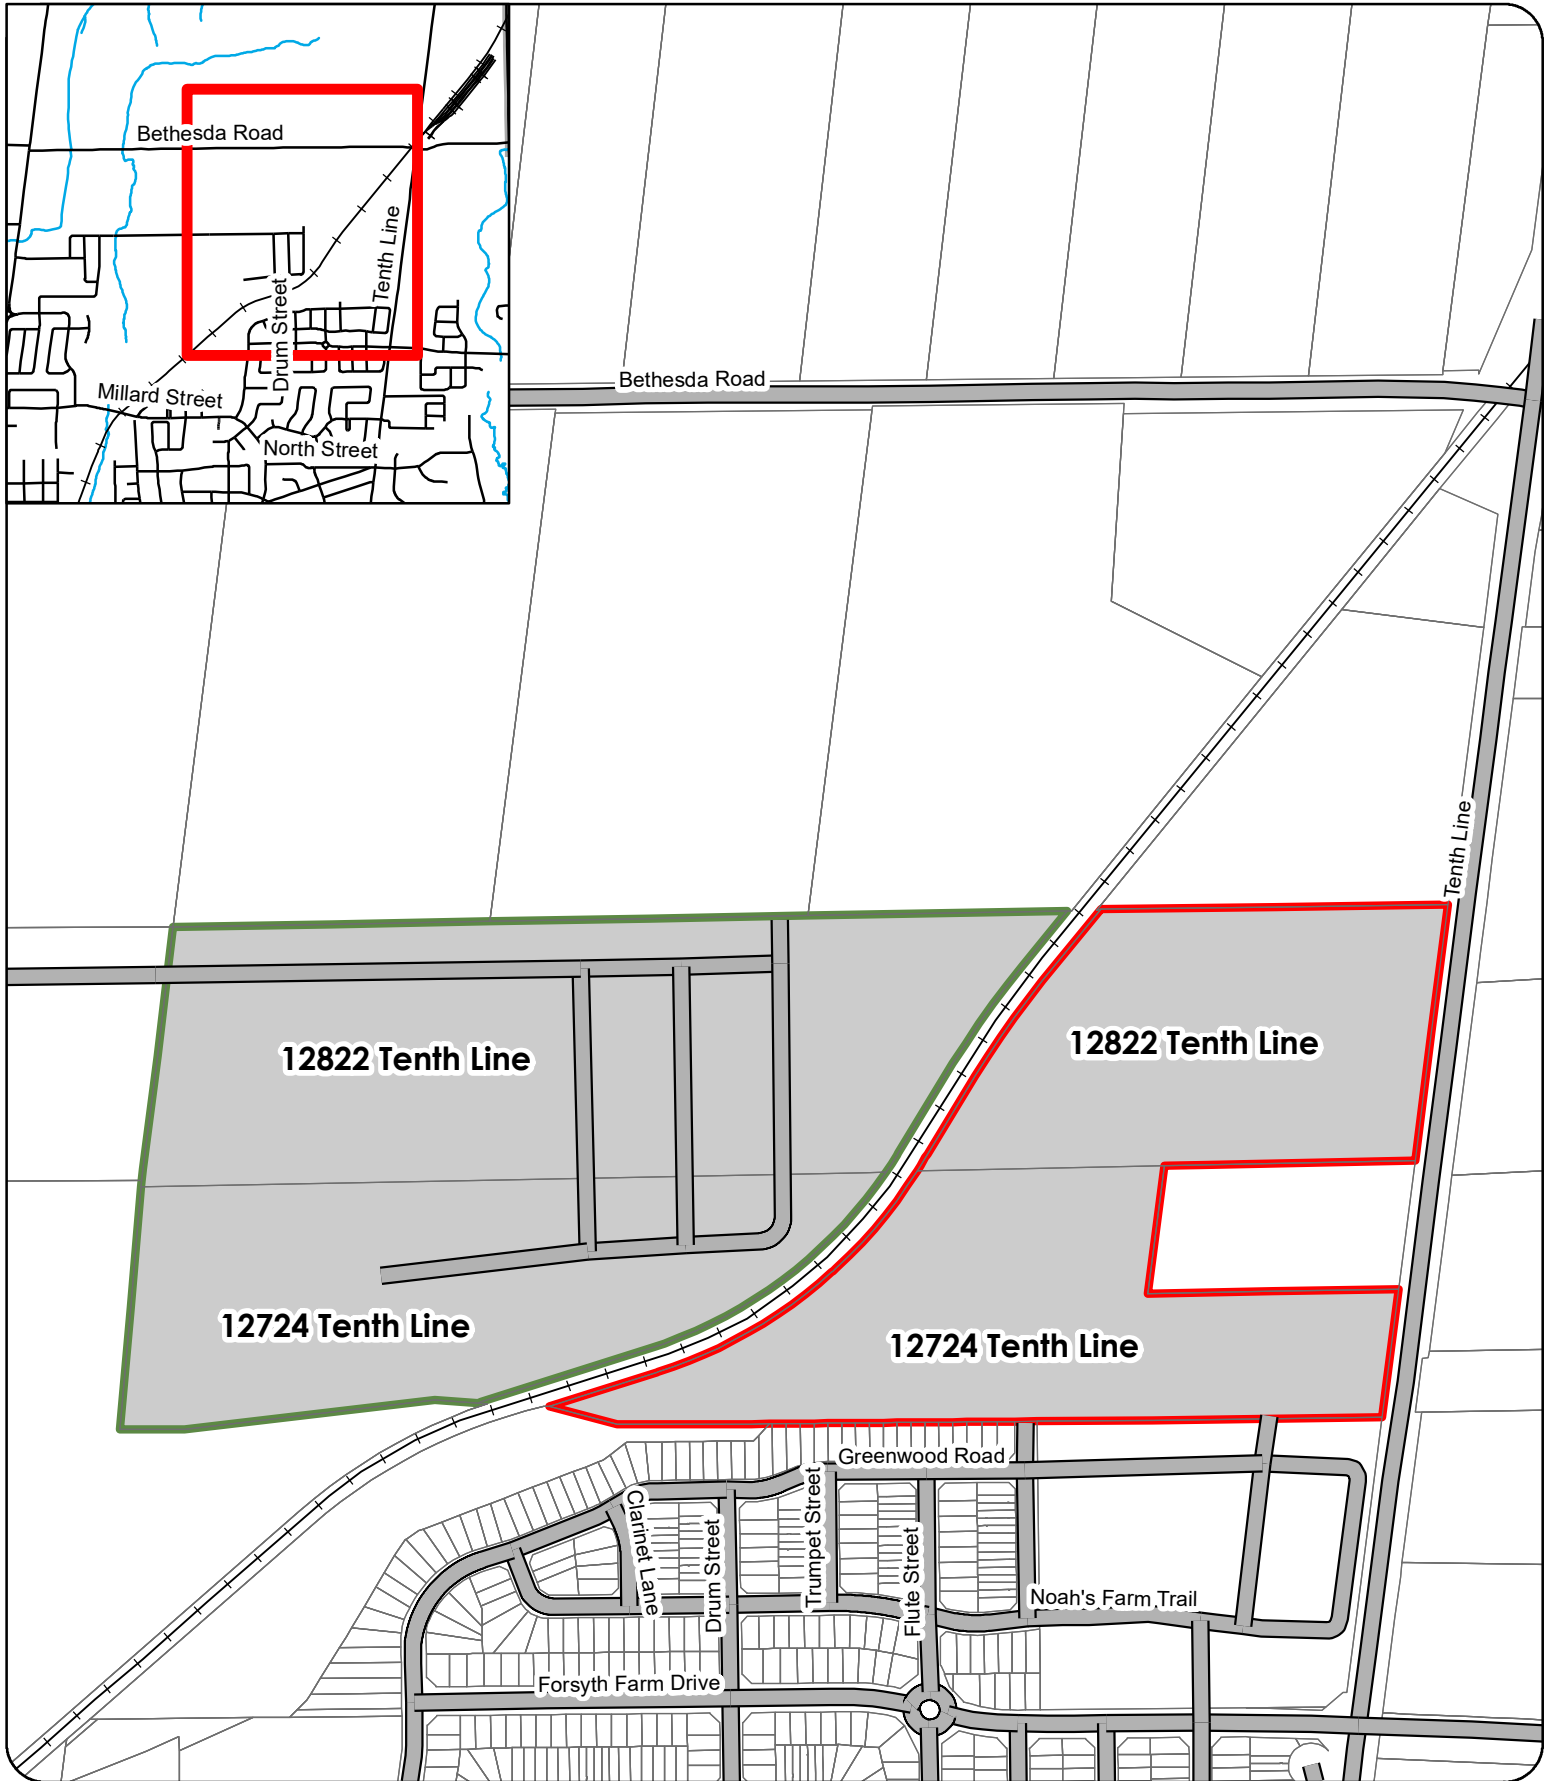 Bethesda Road
Tenth Line
Drum Street
Millard Street
North Street
Bethesda Road
Tenth Line
12822 Tenth Line
12822 Tenth Line
12724 Tenth Line
12724 Tenth Line
Greenwood Road
Clarinet Lane
Drum Street
Trumpet Street
Flute Street
Noah's Farm Trail
Forsyth Farm Drive